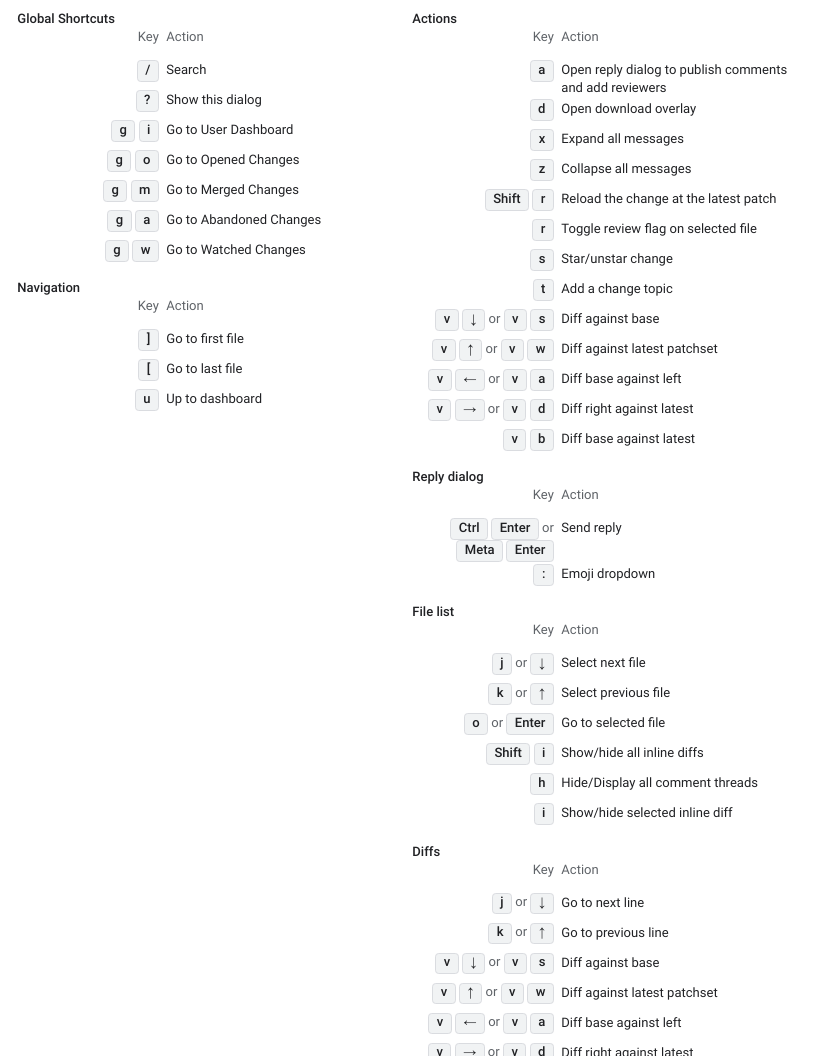 Global Shortcuts
Key Action
/ Search
? Show this dialog
g i Go to User Dashboard
g o Go to Opened Changes
g m Go to Merged Changes
g a Go to Abandoned Changes
g w Go to Watched Changes
Navigation
Key Action
] Go to first file
[ Go to last file
u Up to dashboard
Actions
Key Action
a Open reply dialog to publish comments
and add reviewers
d Open download overlay
x Expand all messages
z Collapse all messages
Shift r Reload the change at the latest patch
r Toggle review flag on selected file
s Star/unstar change
t Add a change topic
v ↓ or v s Diff against base
v ↑ or v w Diff against latest patchset
v ← or v a Diff base against left
v → or v d Diff right against latest
v b Diff base against latest
Reply dialog
Key Action
Ctrl Enter or Send reply
Meta Enter
: Emoji dropdown
File list
Key Action
j or ↓ Select next file
k or ↑ Select previous file
o or Enter Go to selected file
Shift i Show/hide all inline diffs
h Hide/Display all comment threads
i Show/hide selected inline diff
Diffs
Key Action
j or ↓ Go to next line
k or ↑ Go to previous line
v ↓ or v s Diff against base
v ↑ or v w Diff against latest patchset
v ← or v a Diff base against left
v → or v d Diff right against latest